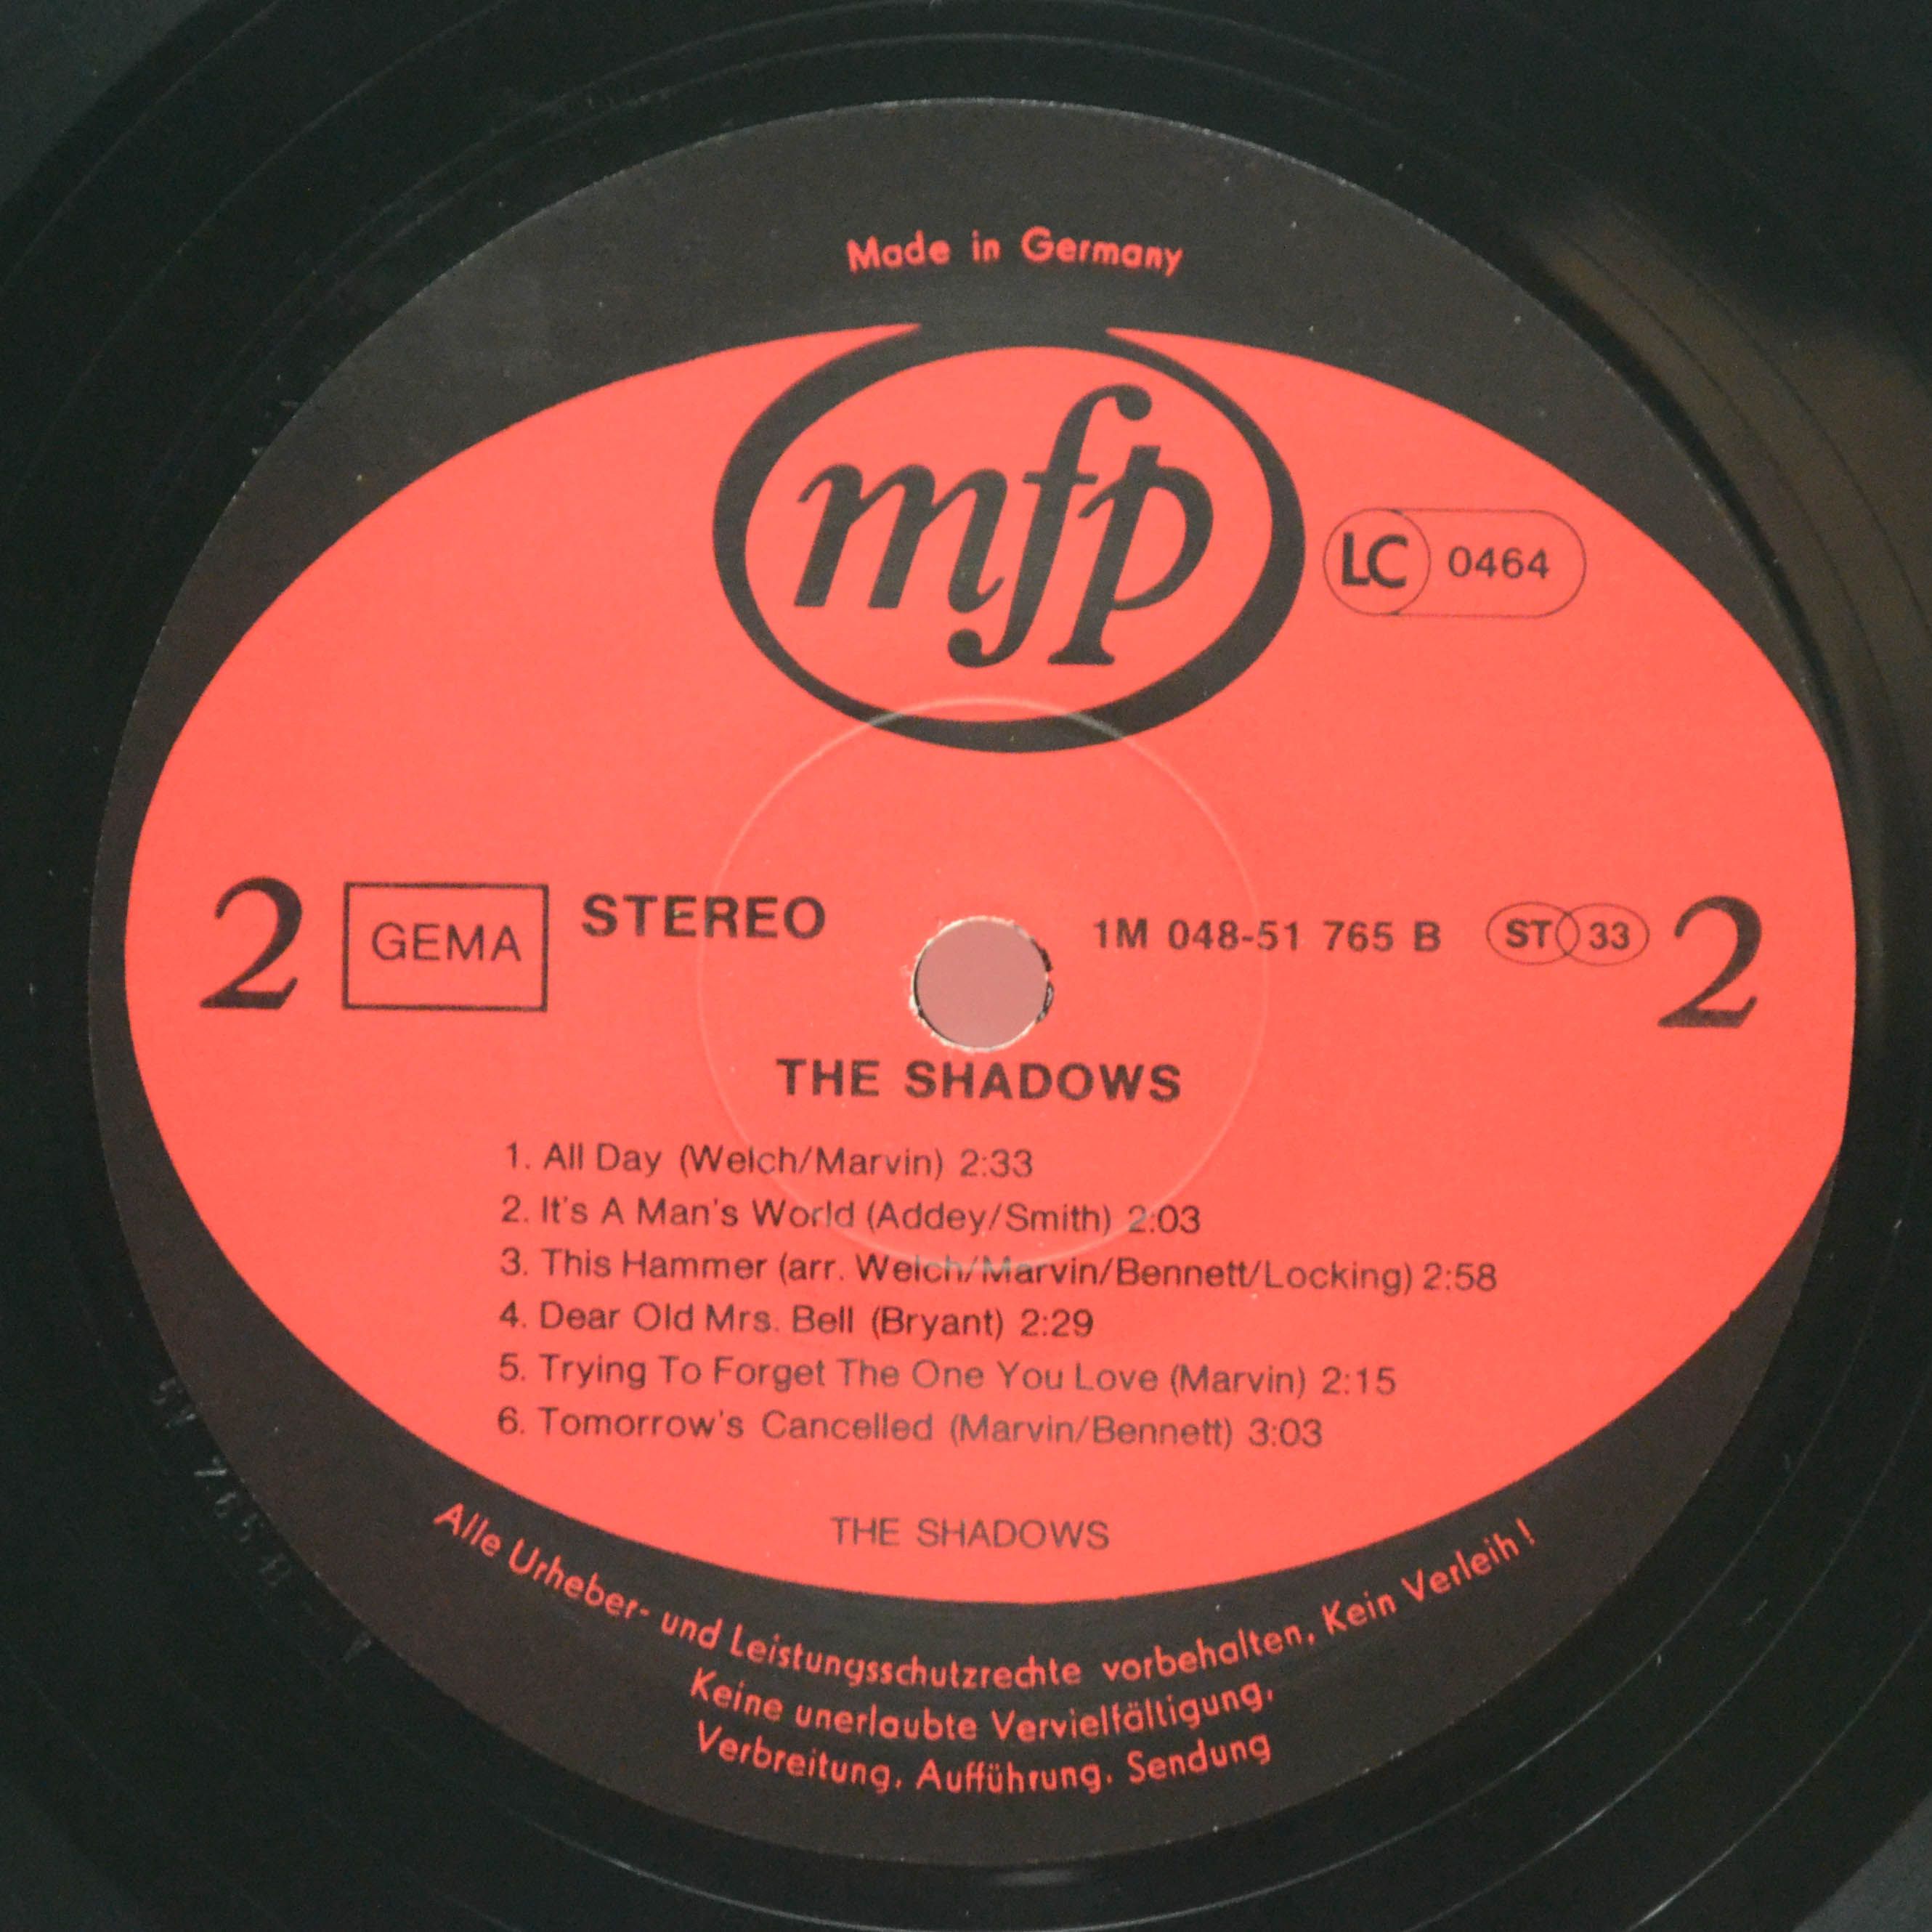 Made in Germany
mfp
LC 0464
2 GEMA STEREO 1M 048-51 765 B ST 33 2
THE SHADOWS
1. All Day (Welch/Marvin) 2:33
2. It's A Man's World (Addey/Smith) 2:03
3. This Hammer (arr. Welch/Marvin/Bennett/Locking) 2:58
4. Dear Old Mrs. Bell (Bryant) 2:29
5. Trying To Forget The One You Love (Marvin) 2:15
6. Tomorrow's Cancelled (Marvin/Bennett) 3:03
THE SHADOWS
Alle Urheber- und Leistungsschutzrechte vorbehalten, Kein Verleih!
Keine unerlaubte Vervielfältigung,
Verbreitung, Aufführung, Sendung